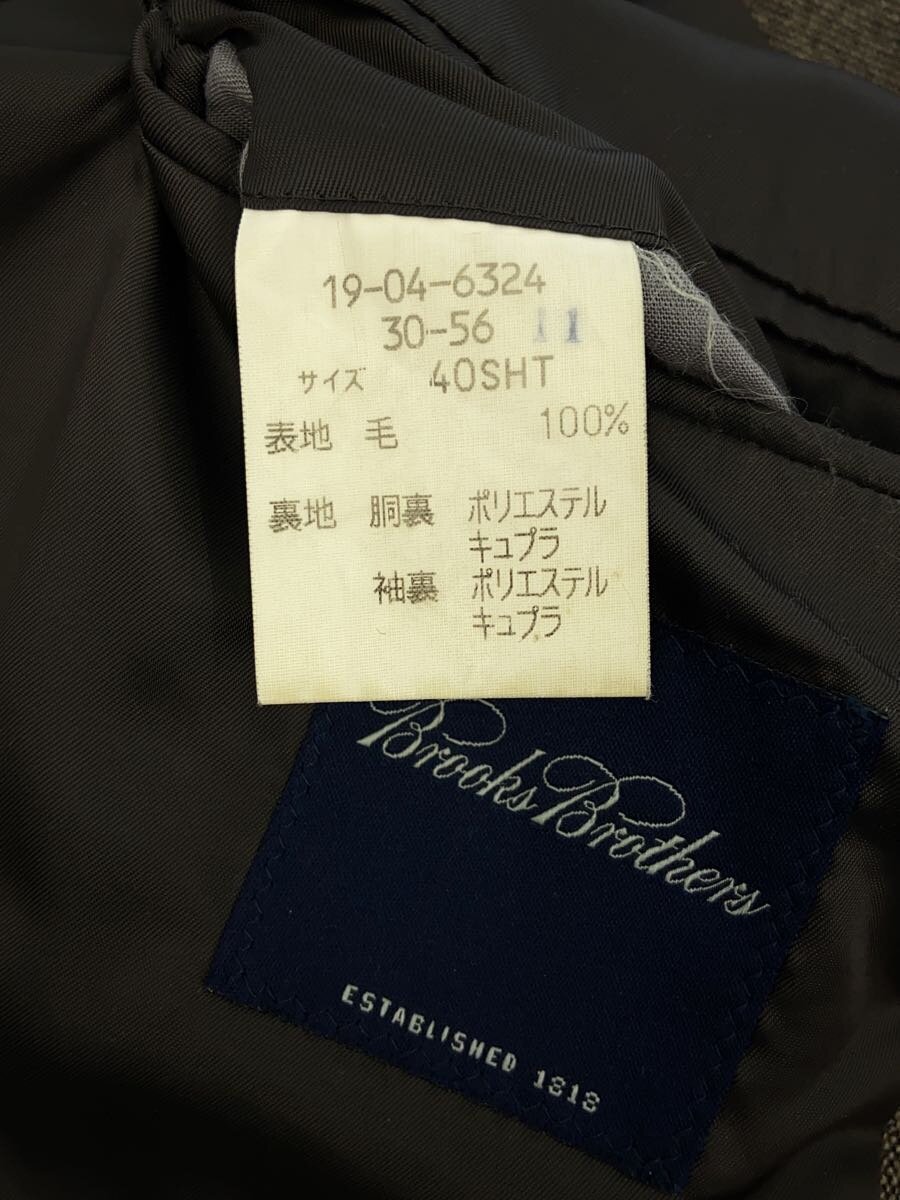 19-04-6324
30-56 11
サイズ 40SHT
表地 毛 100%
裏地 胴裏 ポリエステル
キュプラ
袖裏 ポリエステル
キュプラ
Brooks Brothers
ESTABLISHED 1818